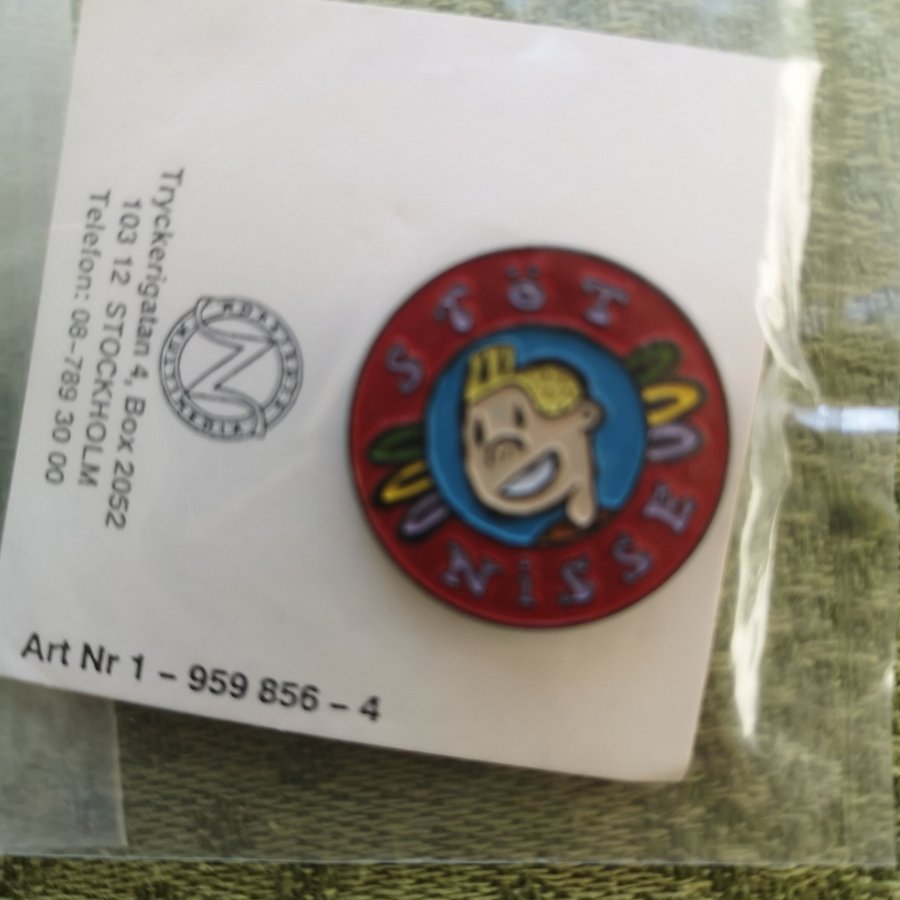 STÖT
NiSSE
Tryckerigatan 4, Box 2052
103 12 STOCKHOLM
Telefon: 08-789 30 00
Art Nr 1 – 959 856 – 4